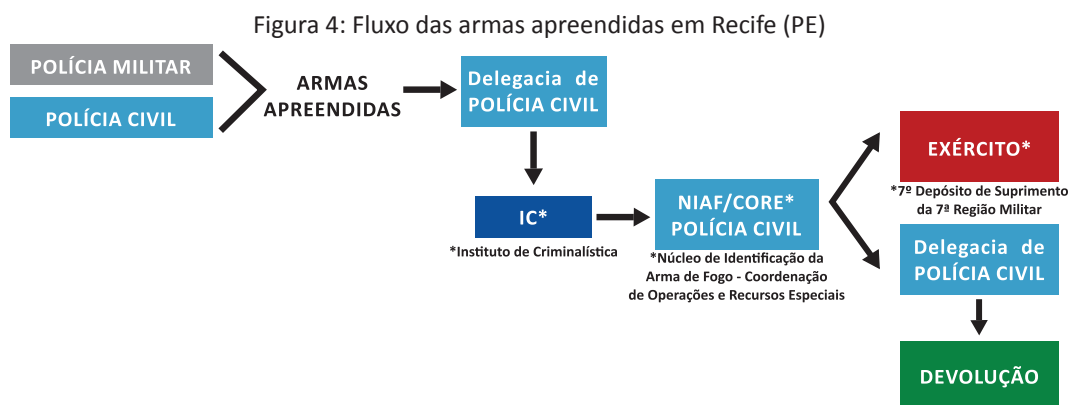 Figura 4: Fluxo das armas apreendidas em Recife (PE)
POLÍCIA MILITAR
POLÍCIA CIVIL
ARMAS
APREENDIDAS
Delegacia de
POLÍCIA CIVIL
IC*
*Instituto de Criminalística
NIAF/CORE*
POLÍCIA CIVIL
*Núcleo de Identificação da
Arma de Fogo - Coordenação
de Operações e Recursos Especiais
EXÉRCITO*
*7º Depósito de Suprimento
da 7ª Região Militar
Delegacia de
POLÍCIA CIVIL
DEVOLUÇÃO